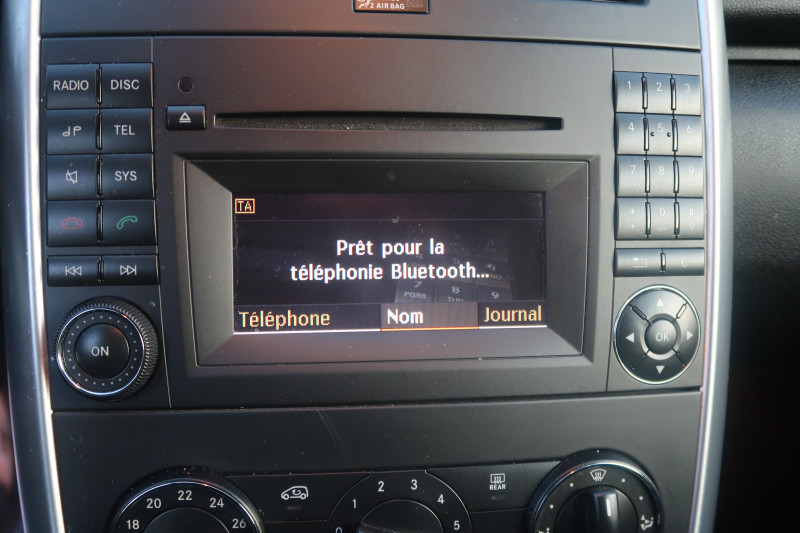 2 AIR BAG
RADIO DISC
TEL
SYS
ON
TA
Prêt pour la
téléphonie Bluetooth...
Téléphone Nom Journal
1 2 3
4 5 6
7 8 9
* 0 #
C
OK
18 20 22 24 26
0 1 2 3 4 5
REAR